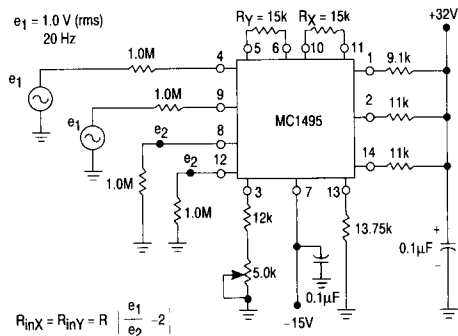 e1 = 1.0 V (rms)
20 Hz
RY = 15k
RX = 15k
+32V
5
6
10
11
1.0M
4
1
9.1k
e1
1.0M
9
e1
MC1495
2
11k
e2
8
e2
12
14
11k
1.0M
1.0M
3
7
13
12k
13.75k
5.0k
0.1µF
0.1µF
+
−
−15V
RinX = RinY = R | e1/e2 −2 |